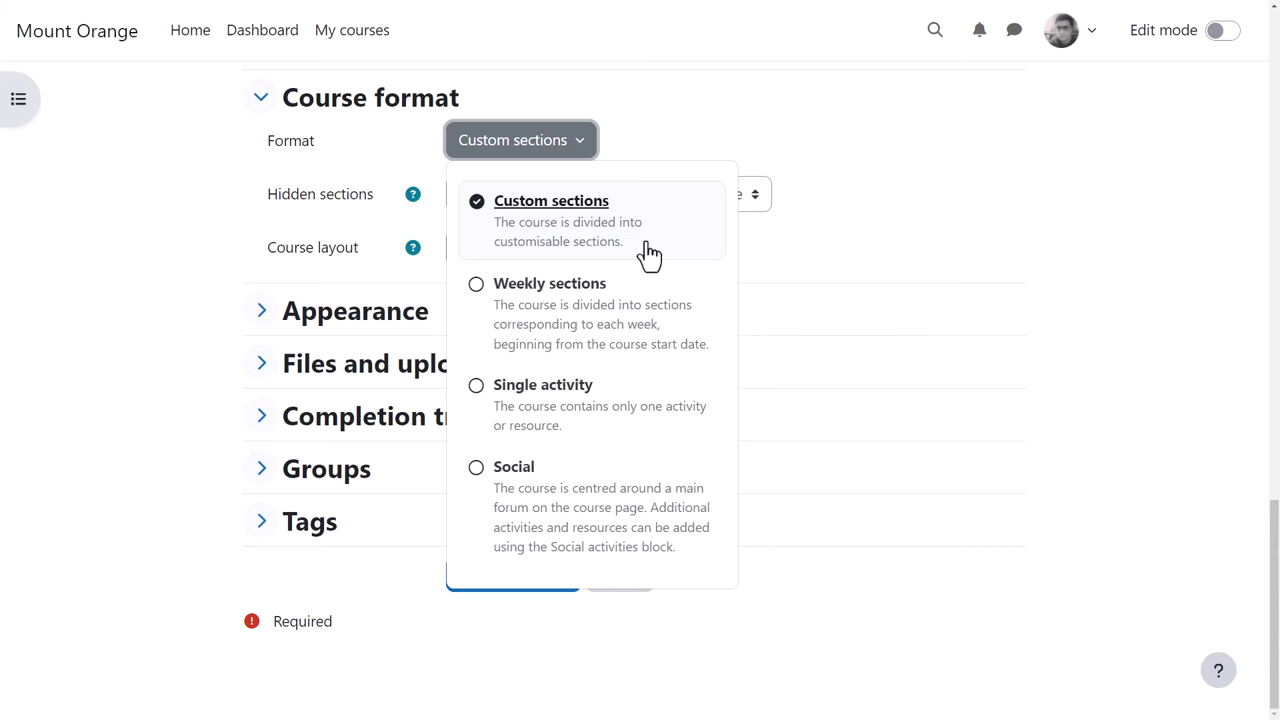 Mount Orange Home Dashboard My courses Edit mode
Course format
Format Custom sections
Hidden sections ? e
Course layout ?
Custom sections
The course is divided into
customisable sections.
Weekly sections
The course is divided into sections
corresponding to each week,
beginning from the course start date.
Single activity
The course contains only one activity
or resource.
Social
The course is centred around a main
forum on the course page. Additional
activities and resources can be added
using the Social activities block.
Appearance
Files and uplo
Completion t
Groups
Tags
! Required
?